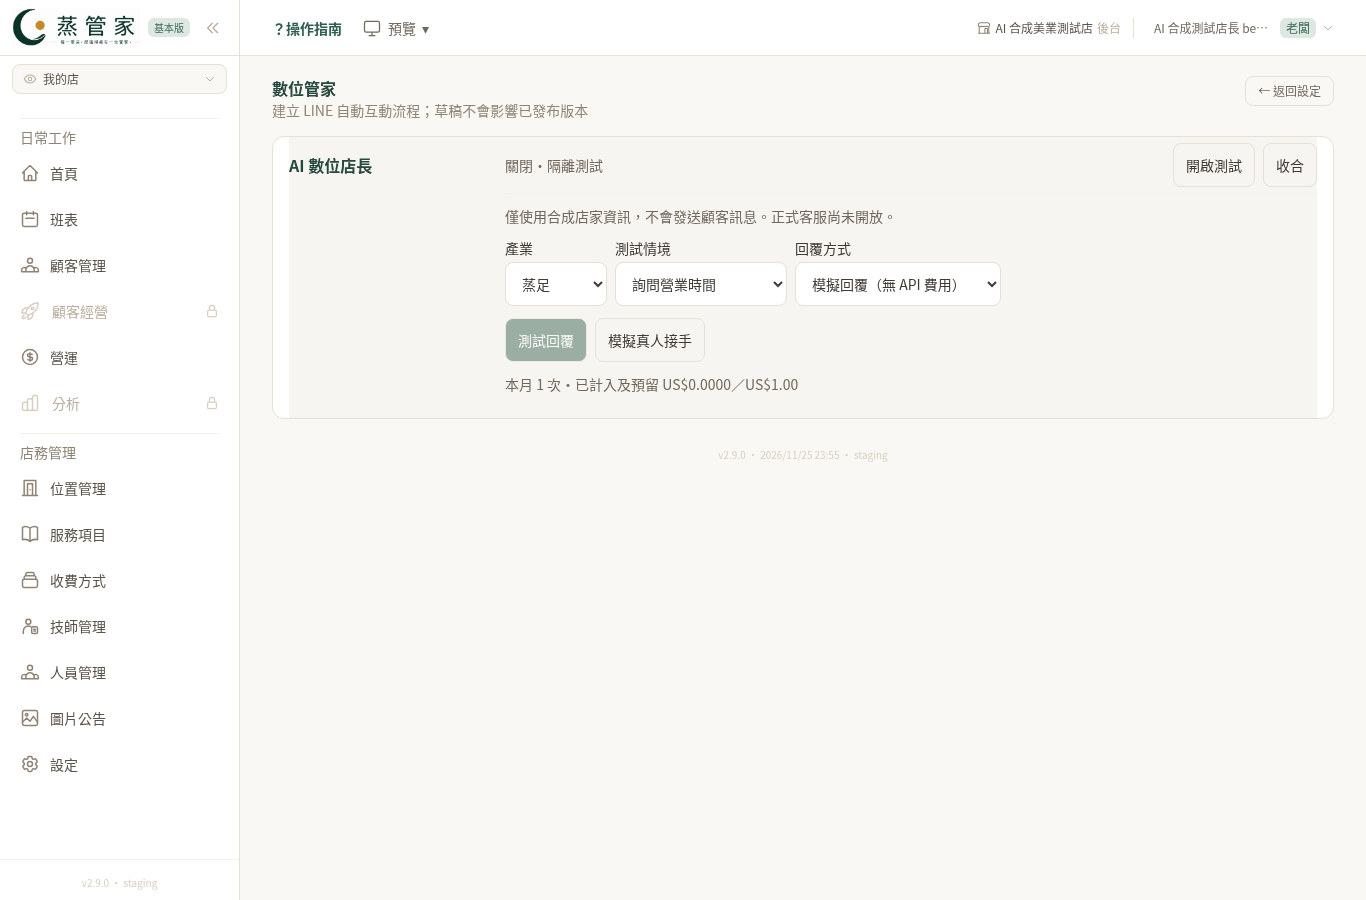 蒸管家
基本版
?操作指南
預覽 ▾
AI 合成美業測試店 後台
AI 合成測試店長 be…
老闆
我的店
日常工作
首頁
班表
顧客管理
顧客經營
營運
分析
店務管理
位置管理
服務項目
收費方式
技師管理
人員管理
圖片公告
設定
v2.9.0 · staging
數位管家
建立 LINE 自動互動流程；草稿不會影響已發布版本
← 返回設定
AI 數位店長
關閉・隔離測試
開啟測試
收合
僅使用合成店家資訊，不會發送顧客訊息。正式客服尚未開放。
產業
測試情境
回覆方式
蒸足
詢問營業時間
模擬回覆（無 API 費用）
測試回覆
模擬真人接手
本月 1 次・已計入及預留 US$0.0000／US$1.00
v2.9.0 · 2026/11/25 23:55 · staging